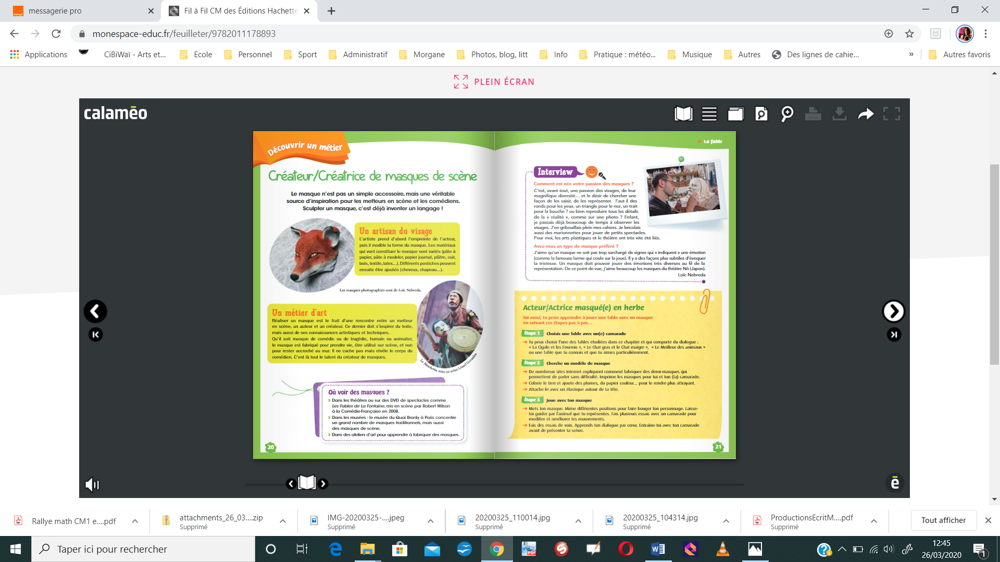 messagerie pro
Fil à Fil CM des Éditions Hachette
monespace-educ.fr/feuilleter/9782011178893
Applications
CiBiWaï - Arts et...
Ecole
Personnel
Sport
Administratif
Morgane
Photos, blog, litt
Info
Pratique : météo...
Musique
Autres
Des lignes de cahie...
»
Autres favoris
PLEIN ÉCRAN
calaméo
Découvrir un métier
Créateur/Créatrice de masques de scène
Le masque n'est pas un simple accessoire, mais une véritable
source d'inspiration pour les metteurs en scène et les comédiens.
Sculpter un masque, c'est déjà inventer un langage !
Un artisan du visage
L'artiste prend d'abord l'empreinte de l'acteur,
puis il modèle la forme du masque. Les matériaux
qui vont constituer le masque sont variés (pâte à
papier, pâte à modeler, papier journal, plâtre, cuir,
bois, textile, latex...). Différents postiches peuvent
ensuite être ajoutés (cheveux, chapeau...).
Les masques photographiés sont de Loïc Nebreda.
Un métier d'art
Réaliser un masque est le fruit d'une rencontre entre un metteur
en scène, un auteur et un créateur. Ce dernier doit s'inspirer du texte,
mais aussi de ses connaissances artistiques et techniques.
Qu'il soit masque de comédie ou de tragédie, humain ou animalier,
le masque est fabriqué pour prendre vie, être utilisé sur scène, et non
pour rester accroché au mur. Il ne cache pas mais révèle le corps du
comédien. C'est là tout le talent du créateur de masques.
La Moschetta, mise en scène Lionel Gonzalez
Où voir des masques ?
Dans les théâtres ou sur des DVD de spectacles comme
Les Fables de La Fontaine, mis en scène par Robert Wilson
à la Comédie-Française en 2008.
Dans les musées : le musée du Quai Branly à Paris concentre
un grand nombre de masques traditionnels, mais aussi
des masques de scène.
Dans des ateliers d'art pour apprendre à fabriquer des masques.
20
➤ La fable
Interview
Comment est née votre passion des masques ?
C'est, avant tout, une passion des visages, de leur
magnifique diversité... et le désir de chercher une
façon de les saisir, de les représenter. Faut-il des
ronds pour les yeux, un triangle pour le nez, un trait
pour la bouche ? ou bien reproduire tous les détails
de la « réalité », comme sur une photo ? Enfant,
je passais déjà beaucoup de temps à observer les
visages. J'en gribouillais plein mes cahiers. Je bricolais
aussi des marionnettes pour jouer de petits spectacles.
Pour moi, les arts plastiques et le théâtre ont très vite été liés.
Avez-vous un type de masque préféré ?
J'aime qu'un masque ne soit pas trop surchargé de signes qui « indiquent » une émotion
(comme la fameuse larme qui coule sur la joue). Il y a des façons plus subtiles d'évoquer
la tristesse. Un masque doit pouvoir jouer des émotions très diverses au fil de la
représentation. De ce point de vue, j'aime beaucoup les masques du théâtre Nô (Japon).
Loïc Nebreda
Acteur/Actrice masqué(e) en herbe
Toi aussi, tu peux apprendre à jouer une fable avec un masque
en suivant ces étapes pas à pas...
Étape 1 Choisis une fable avec un(e) camarade
➔ Tu peux choisir l'une des fables étudiées dans ce chapitre et qui comporte du dialogue :
« La Cigale et les Fourmis », « Le Chat gras et le Chat maigre », « Le Meilleur des animaux »
ou une fable que tu connais et que tu aimes particulièrement.
Étape 2 Cherche un modèle de masque
➔ De nombreux sites Internet expliquent comment fabriquer des demi-masques qui
permettent de parler sans difficulté. Imprime les masques pour toi et ton (ta) camarade.
➔ Colorie le tien et ajoute des plumes, du papier couleur... pour le rendre plus attrayant.
➔ Attache-le avec un élastique autour de ta tête.
Étape 3 Joue avec ton masque
➔ Mets ton masque. Mime différentes positions pour faire bouger ton personnage. Laisse-
toi guider par l'animal que tu représentes. Fais plusieurs essais avec un camarade pour
modifier et améliorer tes mouvements.
➔ Fais des essais de voix. Apprends ton dialogue par cœur. Entraîne-toi avec ton camarade
avant de présenter ta scène.
21
ē
Rallye math CM1 e....pdf
attachments_26_03....zip
Supprimé
IMG-20200325-....jpeg
Supprimé
20200325_110014.jpg
Supprimé
20200325_104314.jpg
Supprimé
ProductionsEcritM....pdf
Supprimé
Tout afficher
Taper ici pour rechercher
12:45
26/03/2020
1